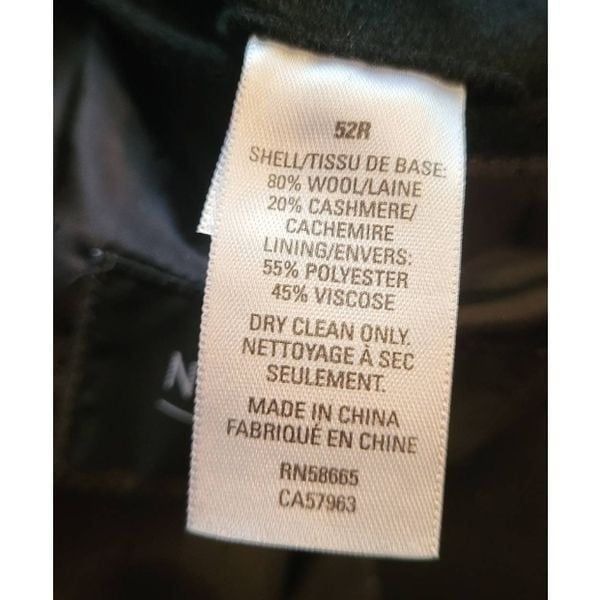 52R
SHELL/TISSU DE BASE:
80% WOOL/LAINE
20% CASHMERE/
CACHEMIRE
LINING/ENVERS:
55% POLYESTER
45% VISCOSE
DRY CLEAN ONLY.
NETTOYAGE À SEC
SEULEMENT.
MADE IN CHINA
FABRIQUÉ EN CHINE
RN58665
CA57963